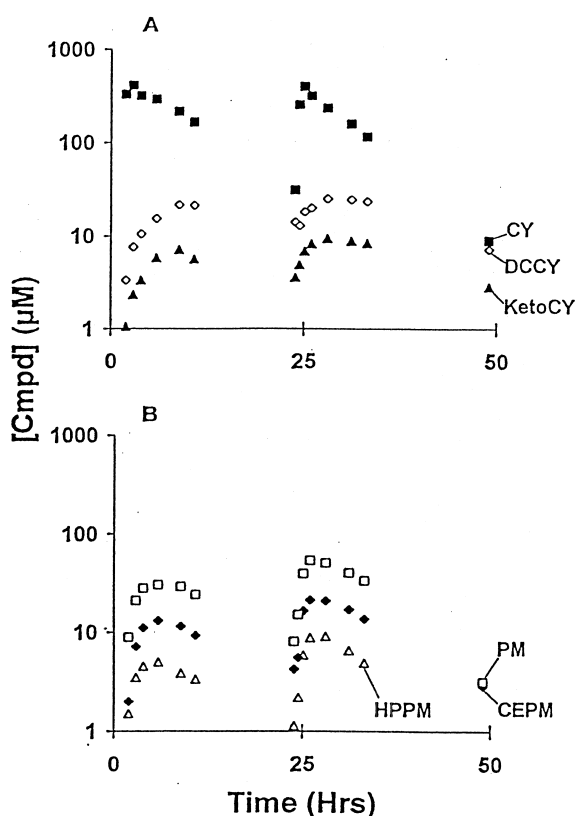 A
1000
100
10
1
0
25
50
CY
DCCY
KetoCY
[Cmpd] (µM)
B
1000
100
10
1
0
25
50
PM
CEPM
HPPM
Time (Hrs)